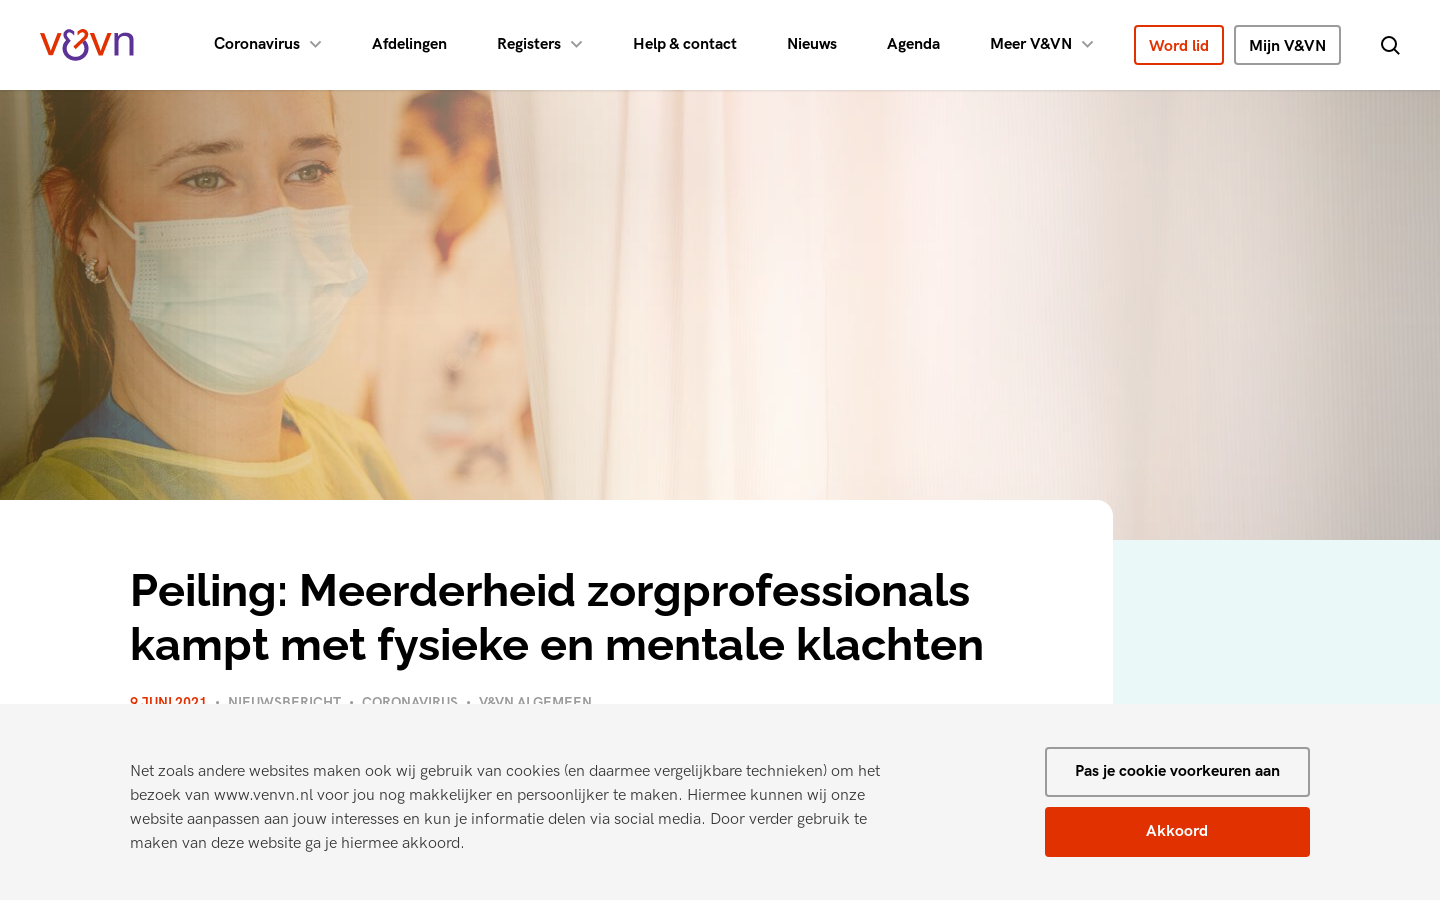 v&vn
Coronavirus
Afdelingen
Registers
Help & contact
Nieuws
Agenda
Meer V&VN
Word lid
Mijn V&VN
Peiling: Meerderheid zorgprofessionals
kampt met fysieke en mentale klachten
9 JUNI 2021 • NIEUWSBERICHT • CORONAVIRUS • V&VN ALGEMEEN
Net zoals andere websites maken ook wij gebruik van cookies (en daarmee vergelijkbare technieken) om het
bezoek van www.venvn.nl voor jou nog makkelijker en persoonlijker te maken. Hiermee kunnen wij onze
website aanpassen aan jouw interesses en kun je informatie delen via social media. Door verder gebruik te
maken van deze website ga je hiermee akkoord.
Pas je cookie voorkeuren aan
Akkoord